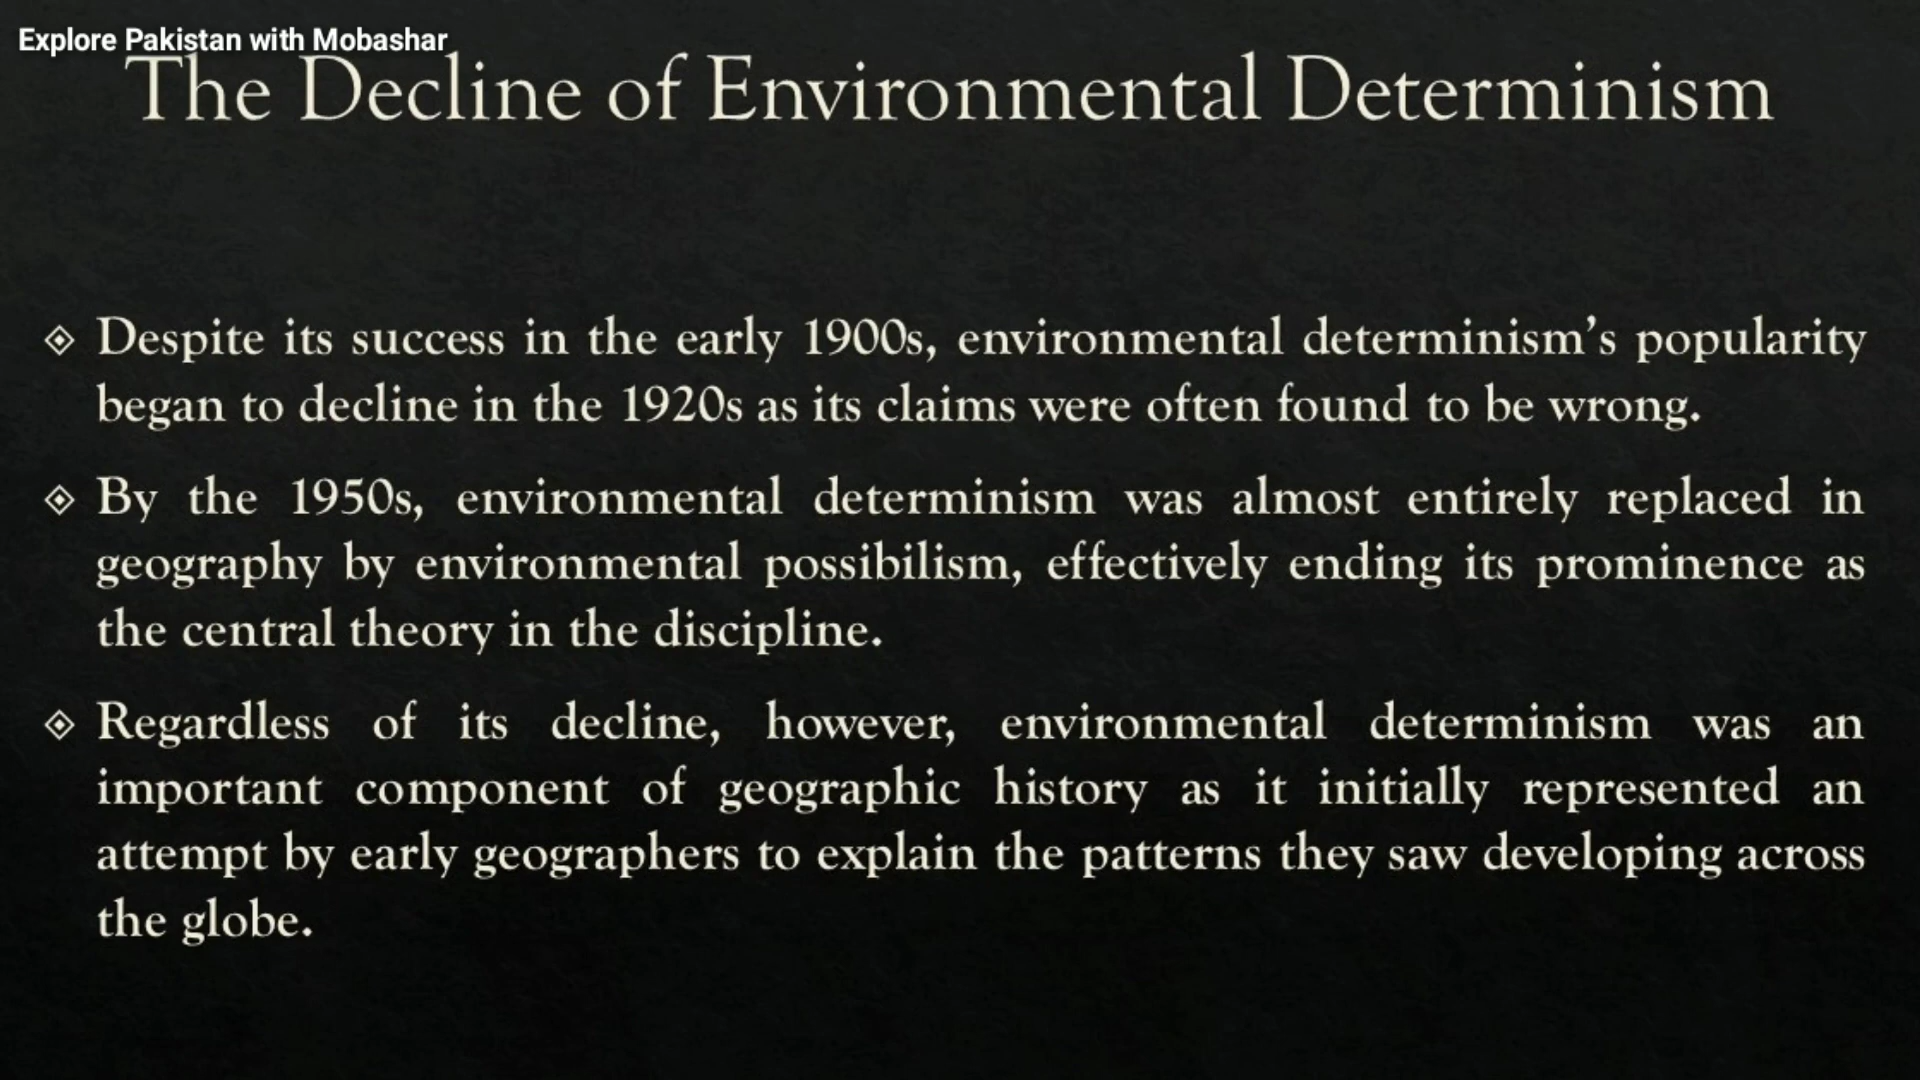 Explore Pakistan with Mobashar
The Decline of Environmental Determinism
Despite its success in the early 1900s, environmental determinism’s popularity
began to decline in the 1920s as its claims were often found to be wrong.
By the 1950s, environmental determinism was almost entirely replaced in
geography by environmental possibilism, effectively ending its prominence as
the central theory in the discipline.
Regardless of its decline, however, environmental determinism was an
important component of geographic history as it initially represented an
attempt by early geographers to explain the patterns they saw developing across
the globe.